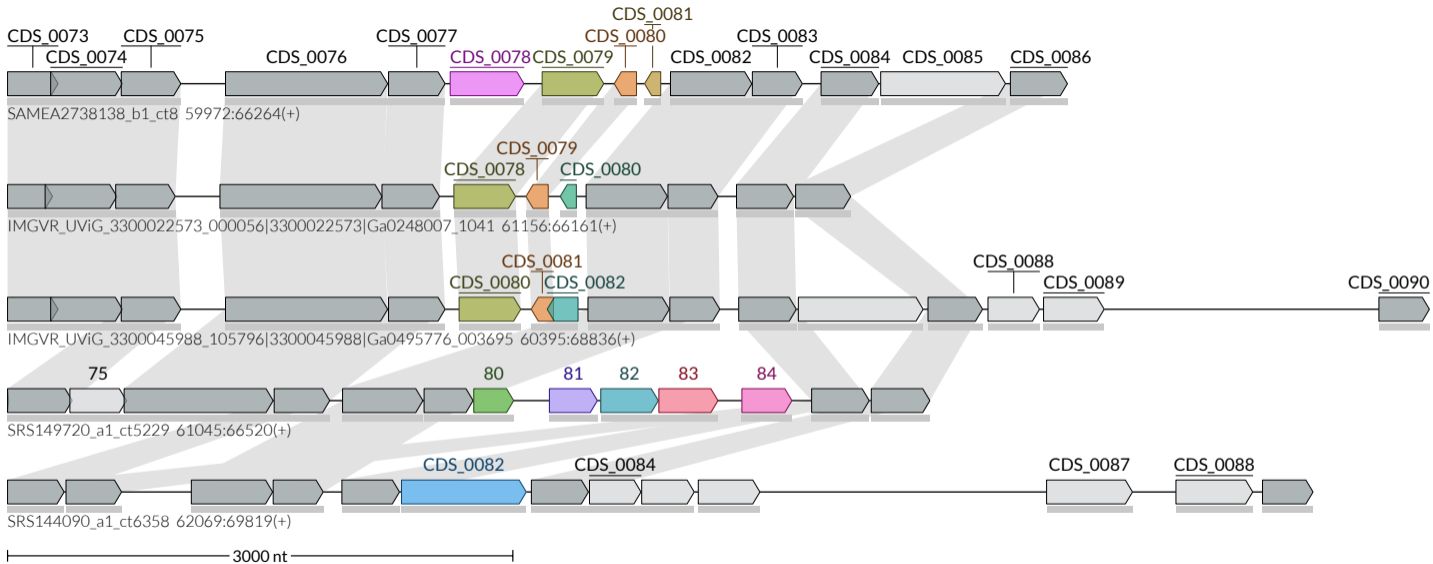 CDS_0081
CDS_0073 CDS_0075 CDS_0077 CDS_0080 CDS_0083
CDS_0074 CDS_0076 CDS_0078 CDS_0079 CDS_0082 CDS_0084 CDS_0085 CDS_0086
SAMEA2738138_b1_ct8 59972:66264(+)
CDS_0079
CDS_0078 CDS_0080
IMGVR_UViG_3300022573_000056|3300022573|Ga0248007_1041 61156:66161(+)
CDS_0081 CDS_0088
CDS_0080 CDS_0082 CDS_0089 CDS_0090
IMGVR_UViG_3300045988_105796|3300045988|Ga0495776_003695 60395:68836(+)
75 80 81 82 83 84
SRS149720_a1_ct5229 61045:66520(+)
CDS_0082 CDS_0084 CDS_0087 CDS_0088
SRS144090_a1_ct6358 62069:69819(+)
3000 nt